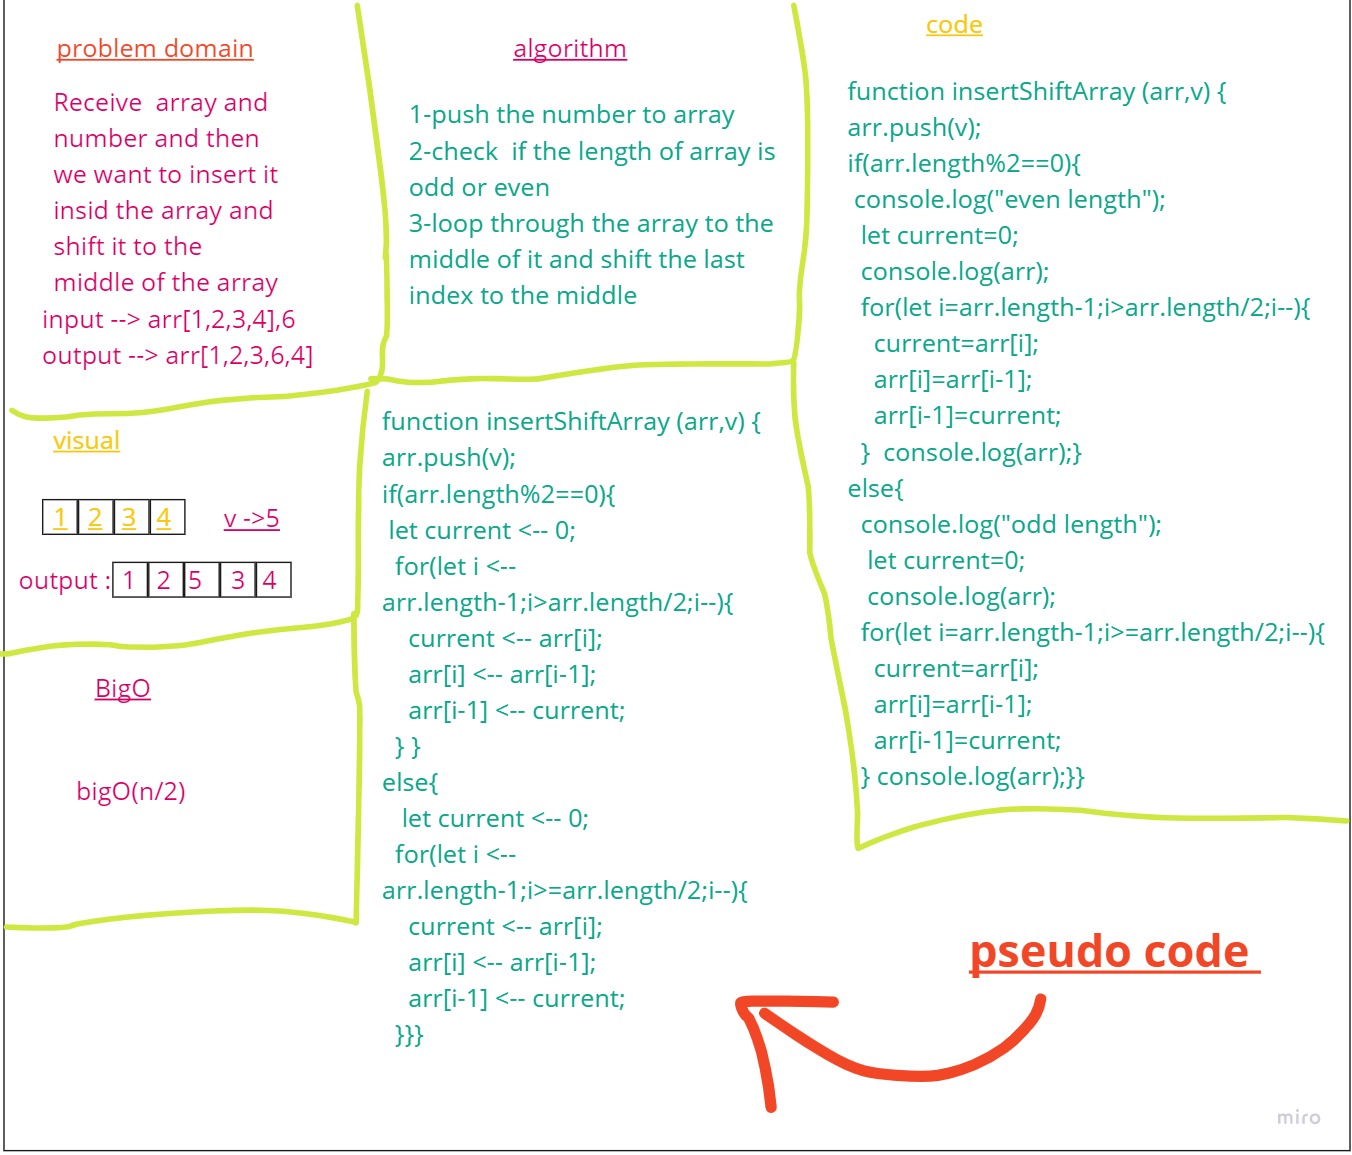 problem domain
Receive  array and
number and then
we want to insert it
insid the array and
shift it to the
middle of the array
input --> arr[1,2,3,4],6
output --> arr[1,2,3,6,4]
visual
1 2 3 4 v ->5
output : 1 2 5 3 4
BigO
bigO(n/2)
algorithm
1-push the number to array
2-check  if the length of array is
odd or even
3-loop through the array to the
middle of it and shift the last
index to the middle
function insertShiftArray (arr,v) {
arr.push(v);
if(arr.length%2==0){
let current <-- 0;
for(let i <--
arr.length-1;i>arr.length/2;i--){
current <-- arr[i];
arr[i] <-- arr[i-1];
arr[i-1] <-- current;
} }
else{
let current <-- 0;
for(let i <--
arr.length-1;i>=arr.length/2;i--){
current <-- arr[i];
arr[i] <-- arr[i-1];
arr[i-1] <-- current;
}}}
code
function insertShiftArray (arr,v) {
arr.push(v);
if(arr.length%2==0){
console.log("even length");
let current=0;
console.log(arr);
for(let i=arr.length-1;i>arr.length/2;i--){
current=arr[i];
arr[i]=arr[i-1];
arr[i-1]=current;
}  console.log(arr);}
else{
console.log("odd length");
let current=0;
console.log(arr);
for(let i=arr.length-1;i>=arr.length/2;i--){
current=arr[i];
arr[i]=arr[i-1];
arr[i-1]=current;
} console.log(arr);}}
pseudo code
miro